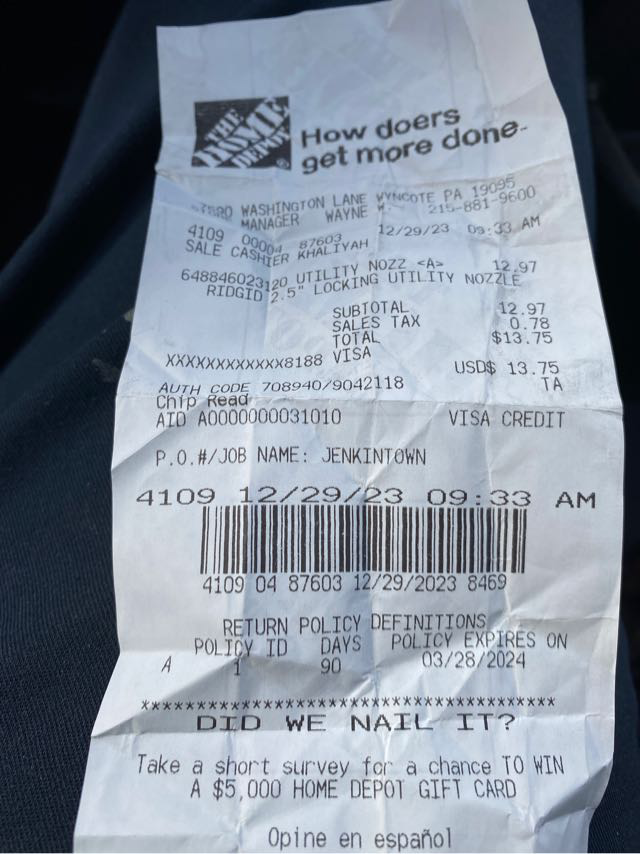 THE
HOME
DEPOT
How doers
get more done.
WASHINGTON LANE WYNCOTE PA 19095
MANAGER WAYNE 215-881-9600
4109 00004 87603 12/29/23 09:33 AM
SALE CASHIER KHALIYAH
648846023120 UTILITY NOZZ <A> 12.97
RIDGID 2.5" LOCKING UTILITY NOZZLE
SUBTOTAL 12.97
SALES TAX 0.78
TOTAL $13.75
XXXXXXXXXXXX8188 VISA
USD$ 13.75
AUTH CODE 708940/9042118 TA
Chip Read
AID A0000000031010 VISA CREDIT
P.O.#/JOB NAME: JENKINTOWN
4109 12/29/23 09:33 AM
4109 04 87603 12/29/2023 8469
RETURN POLICY DEFINITIONS
POLICY ID DAYS POLICY EXPIRES ON
A 1 90 03/28/2024
****************************************
DID WE NAIL IT?
Take a short survey for a chance TO WIN
A $5,000 HOME DEPOT GIFT CARD
Opine en español